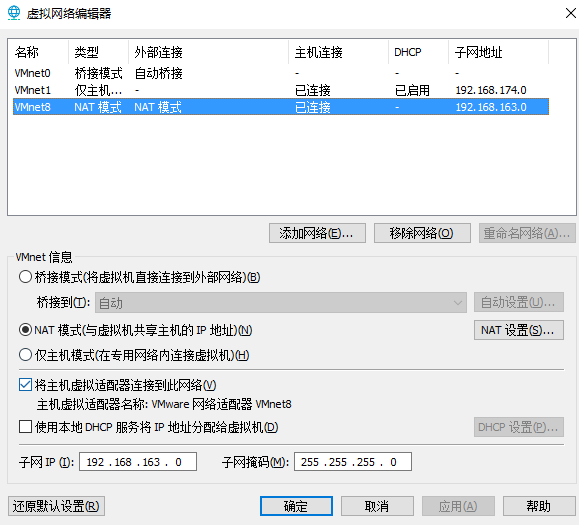 虚拟网络编辑器
名称 类型 外部连接 主机连接 DHCP 子网地址
VMnet0 桥接模式 自动桥接 - - -
VMnet1 仅主机... - 已连接 已启用 192.168.174.0
VMnet8 NAT 模式 NAT 模式 已连接 - 192.168.163.0
添加网络(E)... 移除网络(O) 重命名网络(A)...
VMnet 信息
桥接模式(将虚拟机直接连接到外部网络)(B)
桥接到(T): 自动 自动设置(U)...
NAT 模式(与虚拟机共享主机的 IP 地址)(N) NAT 设置(S)...
仅主机模式(在专用网络内连接虚拟机)(H)
将主机虚拟适配器连接到此网络(V)
主机虚拟适配器名称: VMware 网络适配器 VMnet8
使用本地 DHCP 服务将 IP 地址分配给虚拟机(D) DHCP 设置(P)...
子网 IP (I): 192 .168 .163 . 0 子网掩码(M): 255 .255 .255 . 0
还原默认设置(R) 确定 取消 应用(A) 帮助